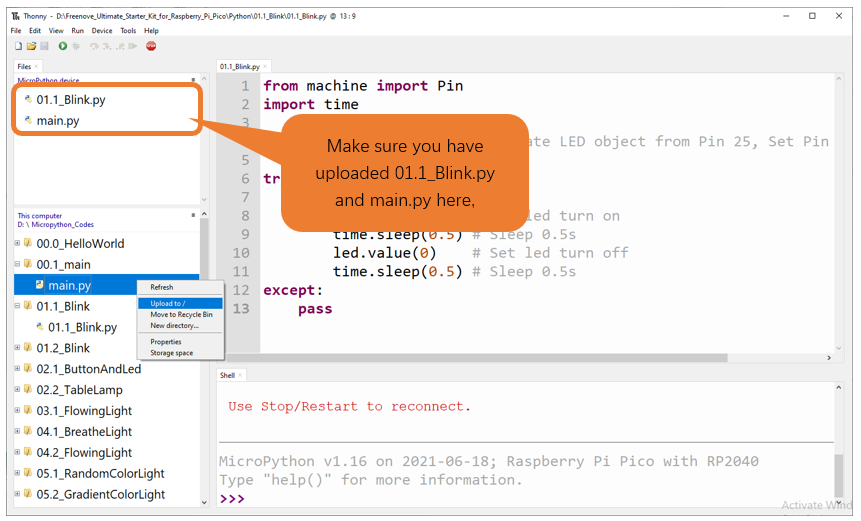 Thonny - D:\Freenove_Ultimate_Starter_Kit_for_Raspberry_Pi_Pico\Python\01.1_Blink\01.1_Blink.py @ 13 : 9
File Edit View Run Device Tools Help
STOP
Files ×
MicroPython device
01.1_Blink.py
main.py
This computer
D: \ Micropython_Codes
00.0_HelloWorld
00.1_main
main.py
01.1_Blink
01.1_Blink.py
01.2_Blink
02.1_ButtonAndLed
02.2_TableLamp
03.1_FlowingLight
04.1_BreatheLight
04.2_FlowingLight
05.1_RandomColorLight
05.2_GradientColorLight
Refresh
Upload to /
Move to Recycle Bin
New directory...
Properties
Storage space
01.1_Blink.py ×
1 from machine import Pin
2 import time
3
ate LED object from Pin 25, Set Pin
5
6 tr
7
8 led turn on
9 time.sleep(0.5) # Sleep 0.5s
10 led.value(0) # Set led turn off
11 time.sleep(0.5) # Sleep 0.5s
12 except:
13 pass
Make sure you have
uploaded 01.1_Blink.py
and main.py here,
Shell ×
Use Stop/Restart to reconnect.
MicroPython v1.16 on 2021-06-18; Raspberry Pi Pico with RP2040
Type "help()" for more information.
>>>
Activate Wind